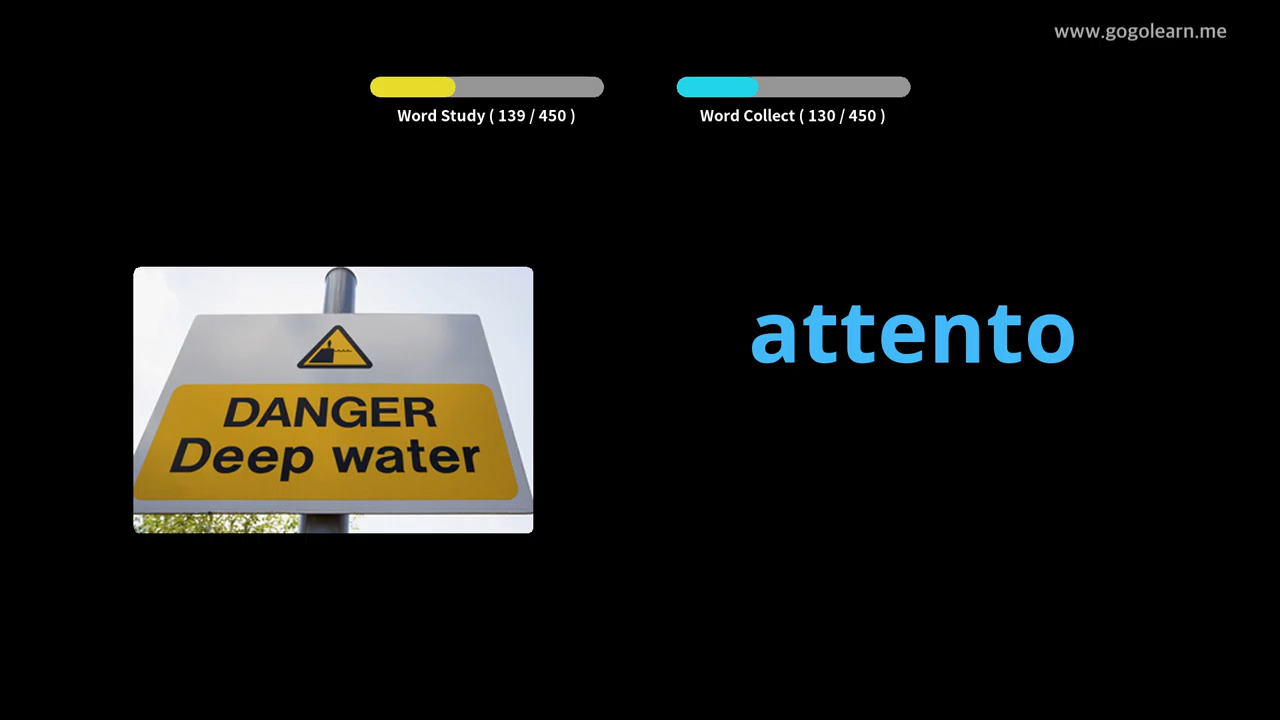 www.gogolearn.me
Word Study ( 139 / 450 )
Word Collect ( 130 / 450 )
DANGER
Deep water
attento